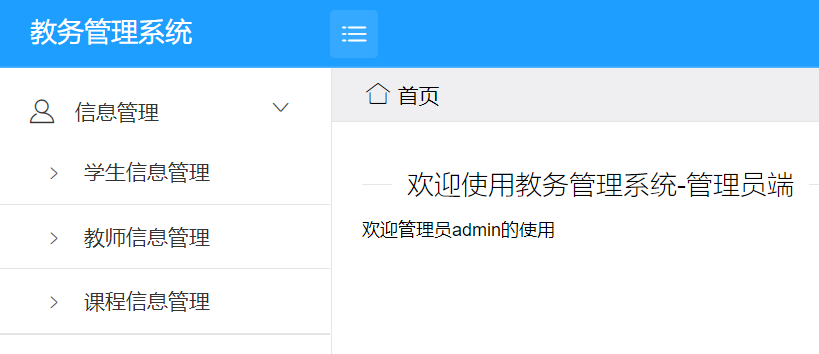 教务管理系统
信息管理
学生信息管理
教师信息管理
课程信息管理
首页
欢迎使用教务管理系统-管理员端
欢迎管理员admin的使用